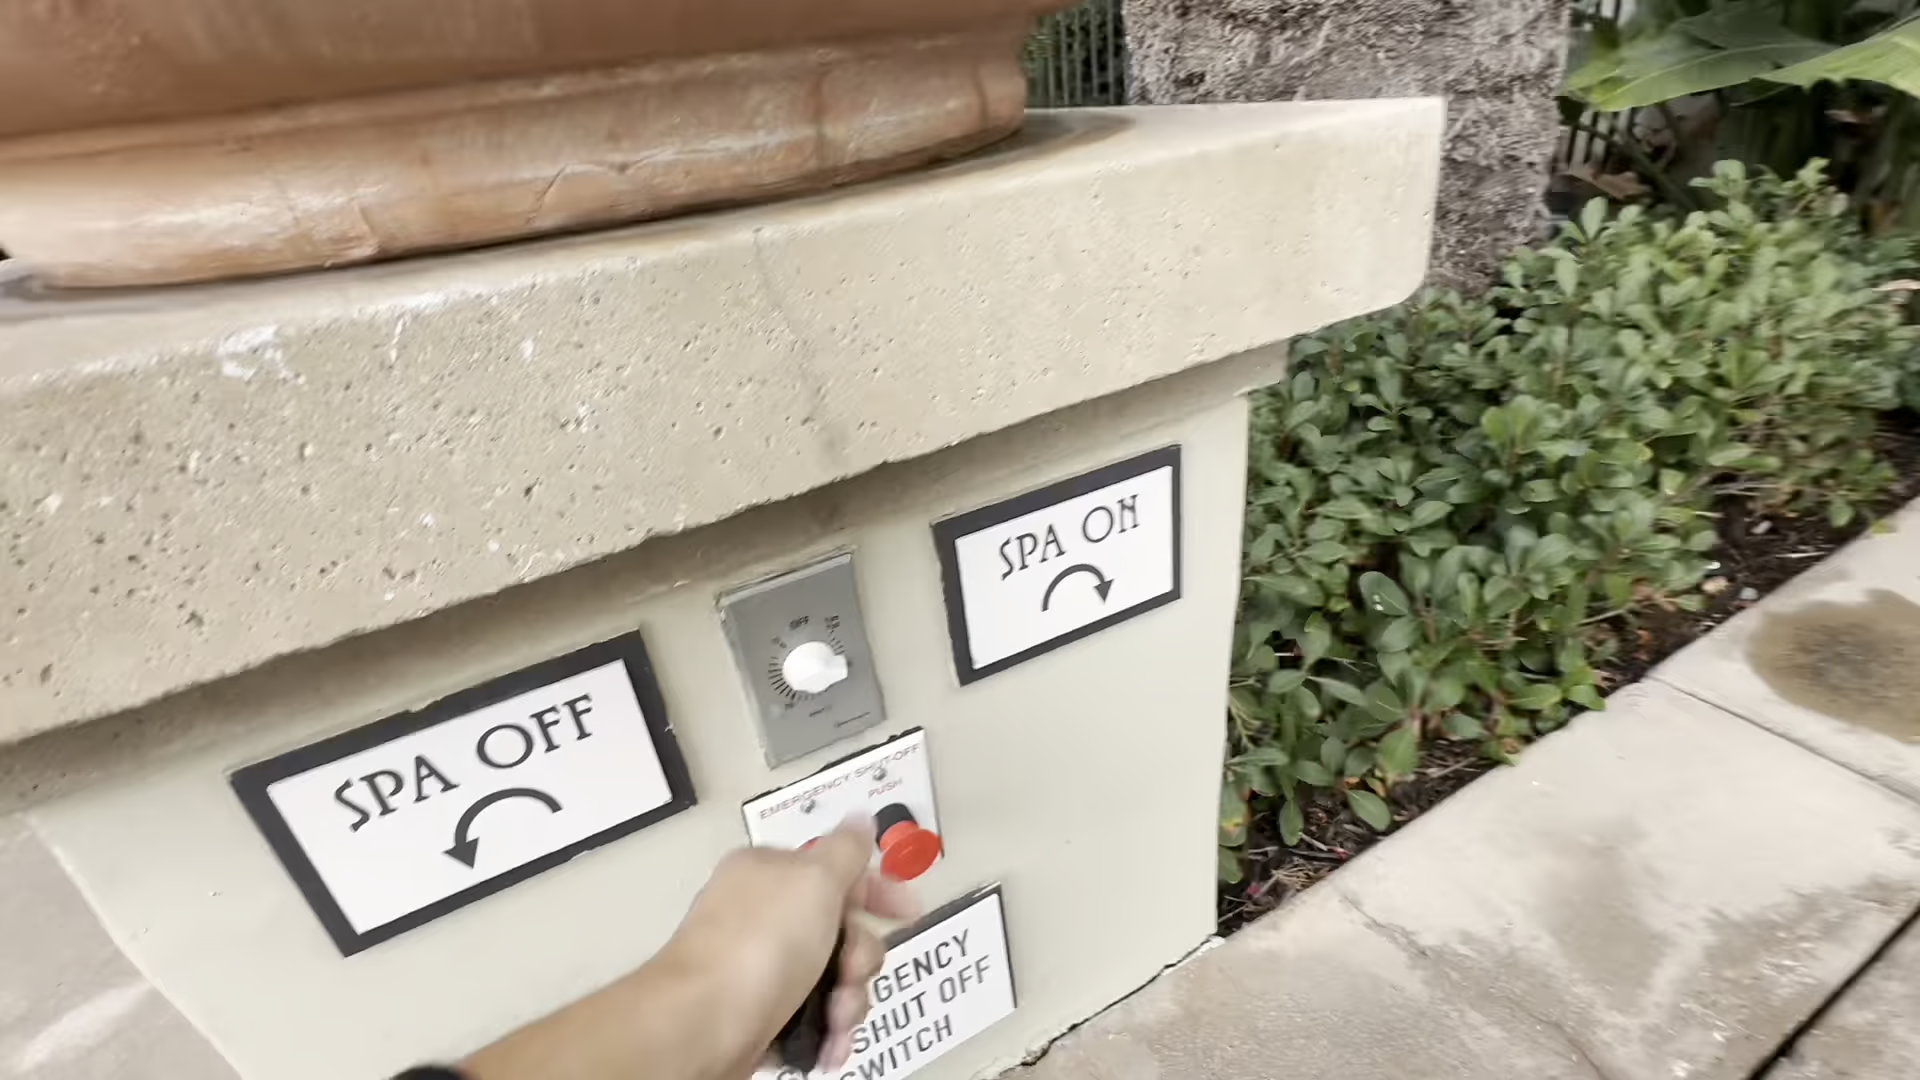 SPA ON
OFF
SPA OFF
EMERGENCY SHUT-OFF
PUSH
GENCY
SHUT OFF
SWITCH